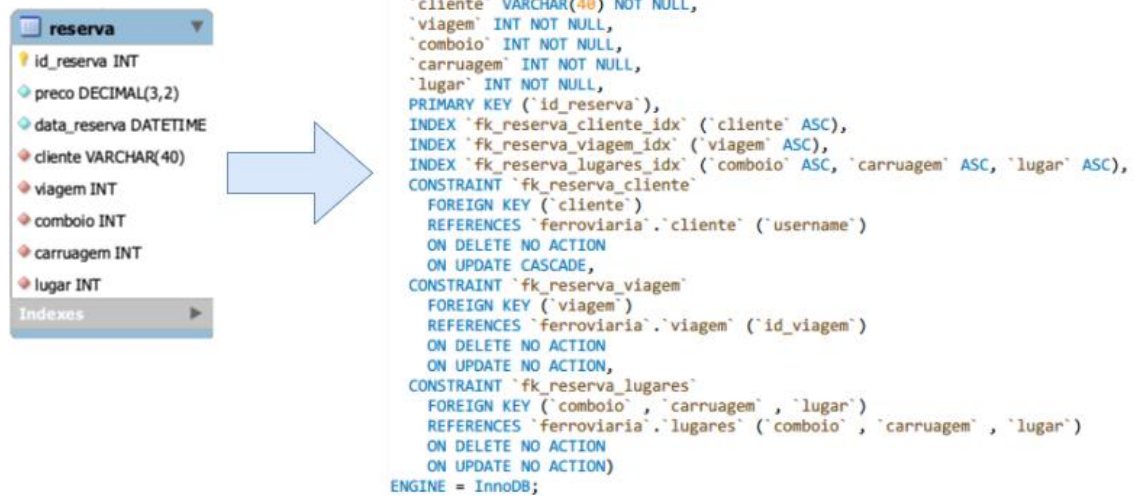 reserva
id_reserva INT
preco DECIMAL(3,2)
data_reserva DATETIME
cliente VARCHAR(40)
viagem INT
comboio INT
carruagem INT
lugar INT
Indexes
`cliente` VARCHAR(40) NOT NULL,
`viagem` INT NOT NULL,
`comboio` INT NOT NULL,
`carruagem` INT NOT NULL,
`lugar` INT NOT NULL,
PRIMARY KEY (`id_reserva`),
INDEX `fk_reserva_cliente_idx` (`cliente` ASC),
INDEX `fk_reserva_viagem_idx` (`viagem` ASC),
INDEX `fk_reserva_lugares_idx` (`comboio` ASC, `carruagem` ASC, `lugar` ASC),
CONSTRAINT `fk_reserva_cliente`
FOREIGN KEY (`cliente`)
REFERENCES `ferroviaria`.`cliente` (`username`)
ON DELETE NO ACTION
ON UPDATE CASCADE,
CONSTRAINT `fk_reserva_viagem`
FOREIGN KEY (`viagem`)
REFERENCES `ferroviaria`.`viagem` (`id_viagem`)
ON DELETE NO ACTION
ON UPDATE NO ACTION,
CONSTRAINT `fk_reserva_lugares`
FOREIGN KEY (`comboio` , `carruagem` , `lugar`)
REFERENCES `ferroviaria`.`lugares` (`comboio` , `carruagem` , `lugar`)
ON DELETE NO ACTION
ON UPDATE NO ACTION)
ENGINE = InnoDB;